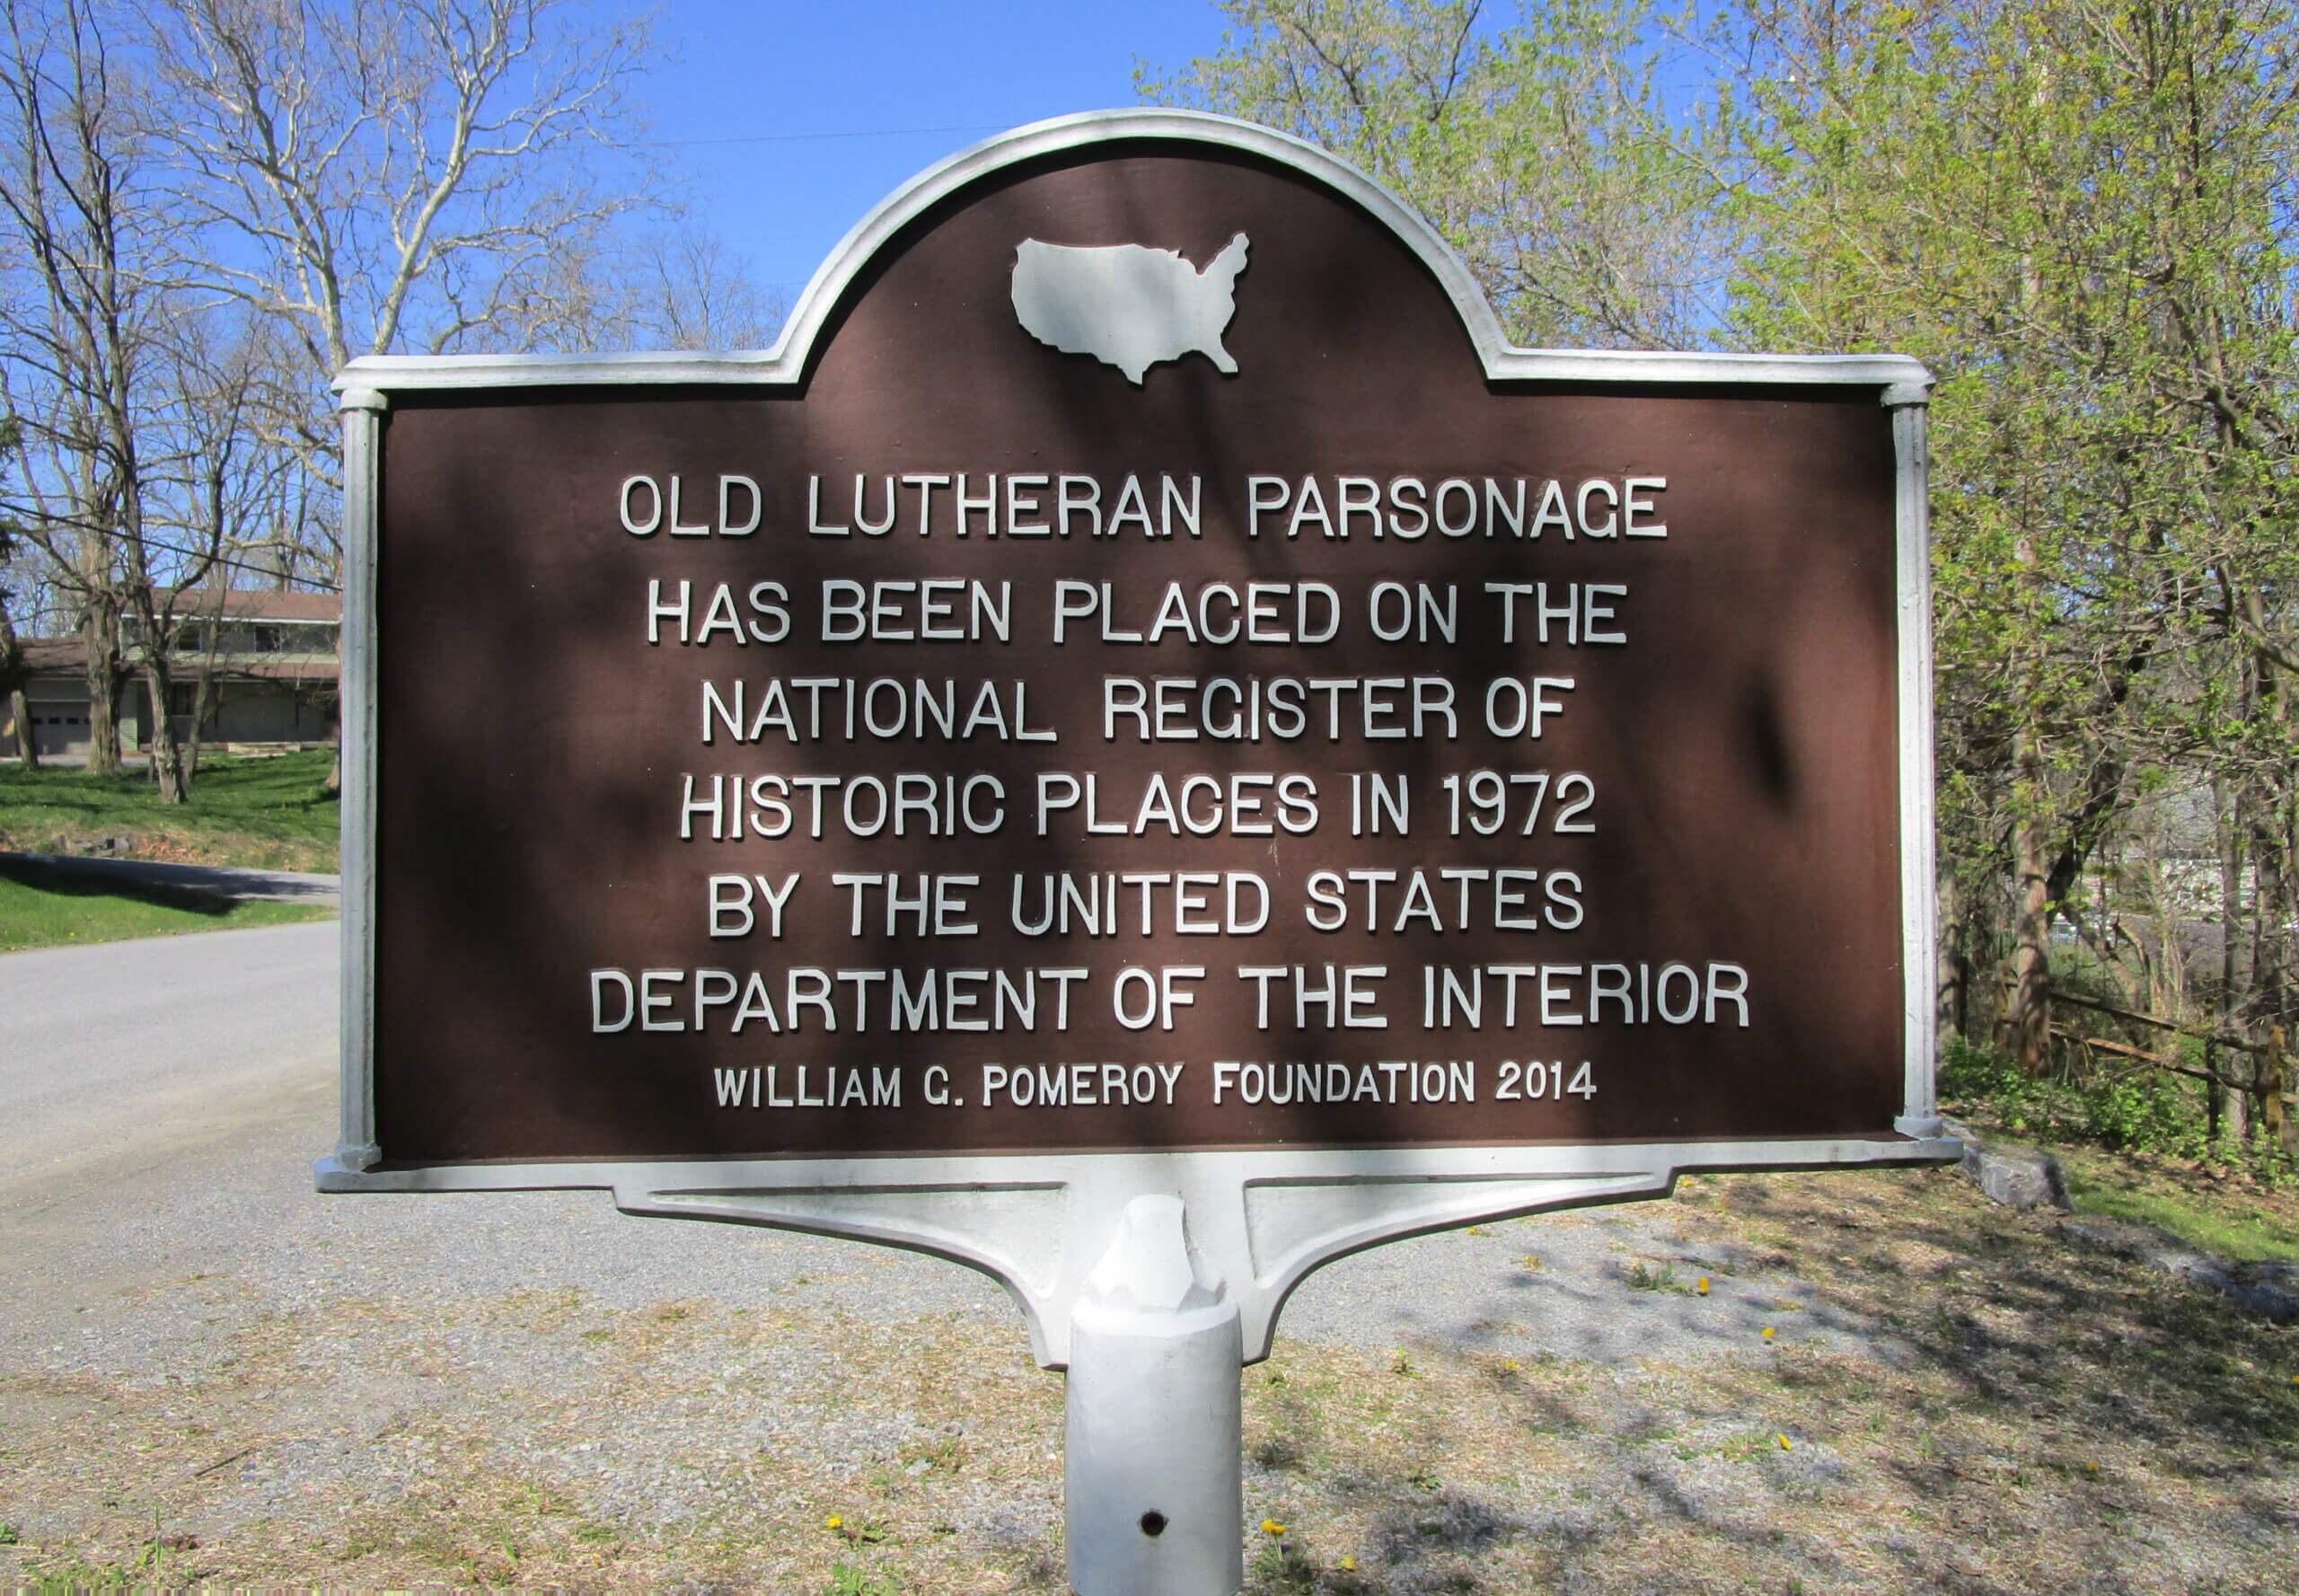 OLD LUTHERAN PARSONAGE
HAS BEEN PLACED ON THE
NATIONAL REGISTER OF
HISTORIC PLACES IN 1972
BY THE UNITED STATES
DEPARTMENT OF THE INTERIOR
WILLIAM G. POMEROY FOUNDATION 2014